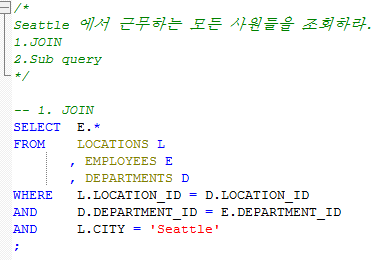 /*
Seattle 에서 근무하는 모든 사원들을 조회하라.
1.JOIN
2.Sub query
*/
-- 1. JOIN
SELECT E.*
FROM LOCATIONS L
, EMPLOYEES E
, DEPARTMENTS D
WHERE L.LOCATION_ID = D.LOCATION_ID
AND D.DEPARTMENT_ID = E.DEPARTMENT_ID
AND L.CITY = 'Seattle'
;